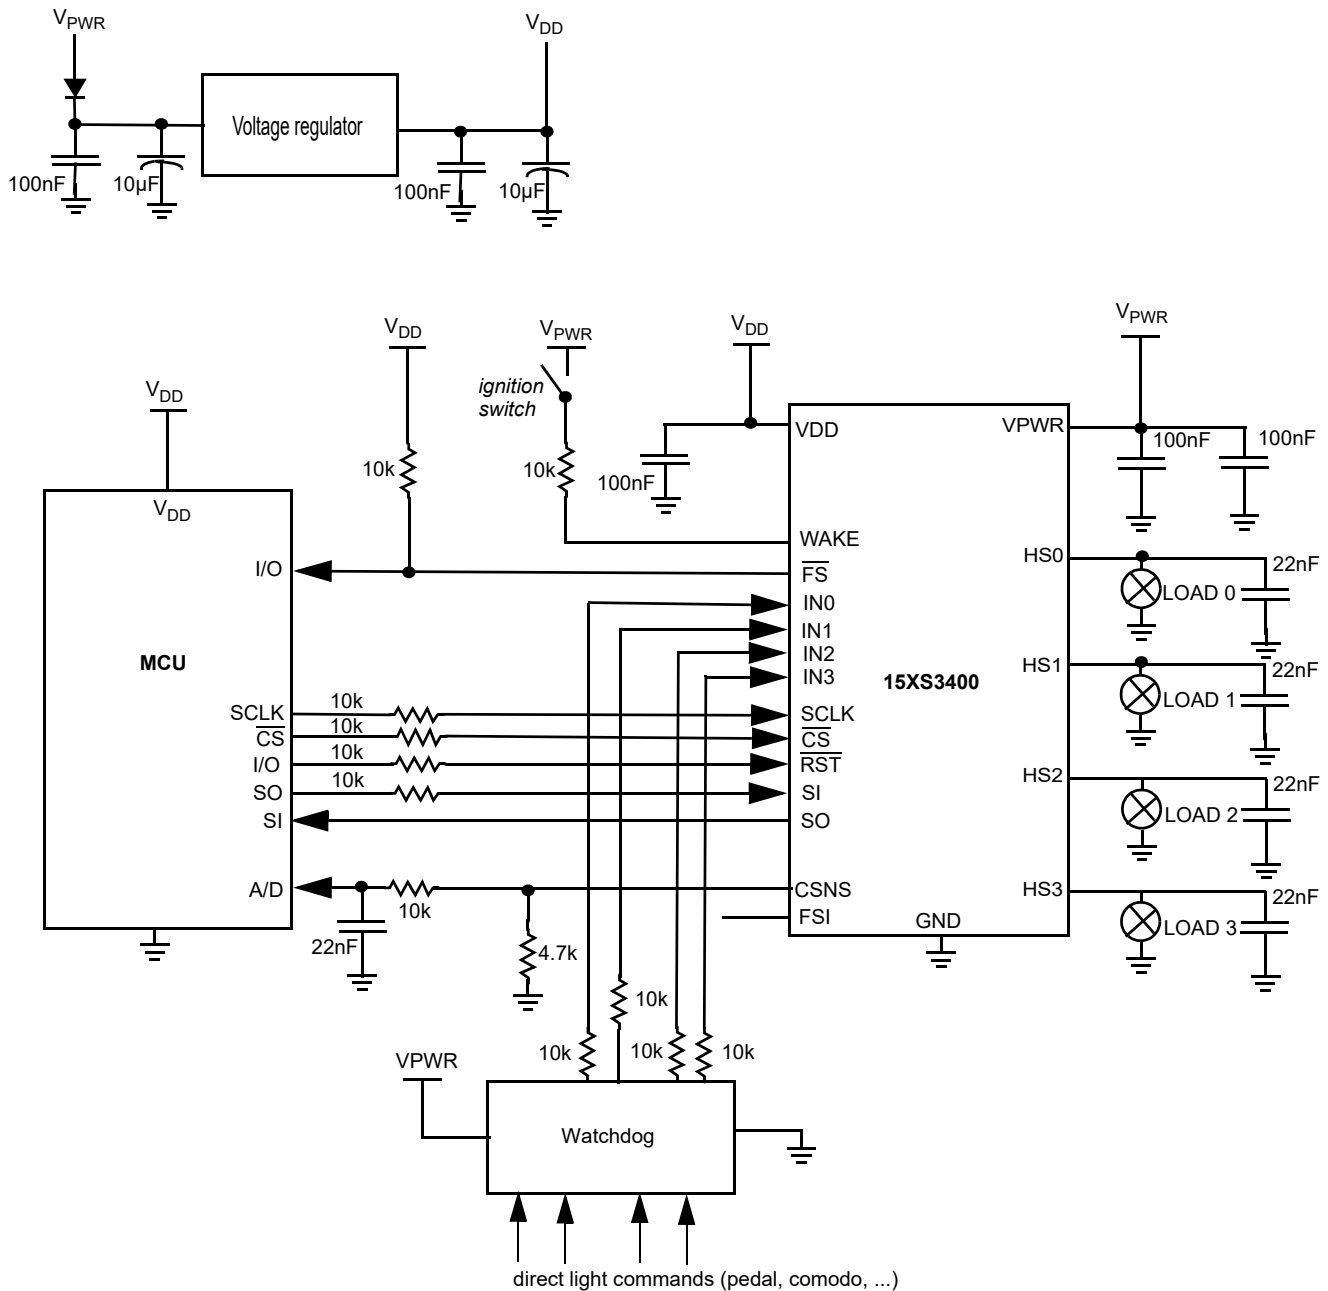 VPWR
VDD
Voltage regulator
100nF
10µF
100nF
10µF
VDD
VPWR
VDD
VPWR
ignition
switch
VDD
10k
10k
100nF
VDD
VPWR
100nF
100nF
VDD
WAKE
I/O
FS
HS0
22nF
LOAD 0
IN0
IN1
IN2
IN3
MCU
15XS3400
HS1
22nF
LOAD 1
SCLK
10k
SCLK
CS
10k
CS
I/O
10k
RST
SO
10k
SI
SI
SO
HS2
22nF
LOAD 2
A/D
10k
CSNS
FSI
GND
HS3
22nF
LOAD 3
22nF
4.7k
10k
10k
10k
10k
VPWR
Watchdog
direct light commands (pedal, comodo, ...)